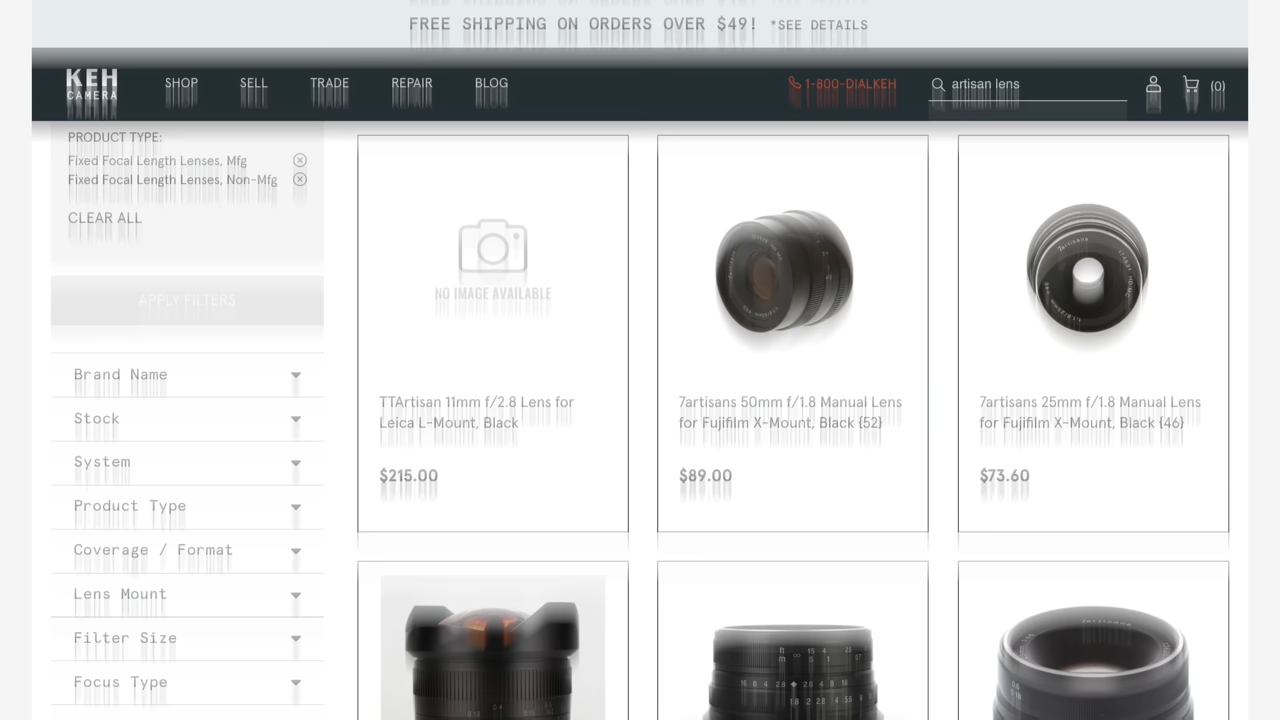 FREE SHIPPING ON ORDERS OVER $49! *SEE DETAILS
KEH
CAMERA
SHOP
SELL
TRADE
REPAIR
BLOG
1-800-DIALKEH
artisan lens
(0)
PRODUCT TYPE:
Fixed Focal Length Lenses, Mfg
Fixed Focal Length Lenses, Non-Mfg
CLEAR ALL
APPLY FILTERS
Brand Name
Stock
System
Product Type
Coverage / Format
Lens Mount
Filter Size
Focus Type
NO IMAGE AVAILABLE
TTArtisan 11mm f/2.8 Lens for
Leica L-Mount, Black
$215.00
7artisans 50mm f/1.8 Manual Lens
for Fujifilm X-Mount, Black {52}
$89.00
7artisans 25mm f/1.8 Manual Lens
for Fujifilm X-Mount, Black {46}
$73.60